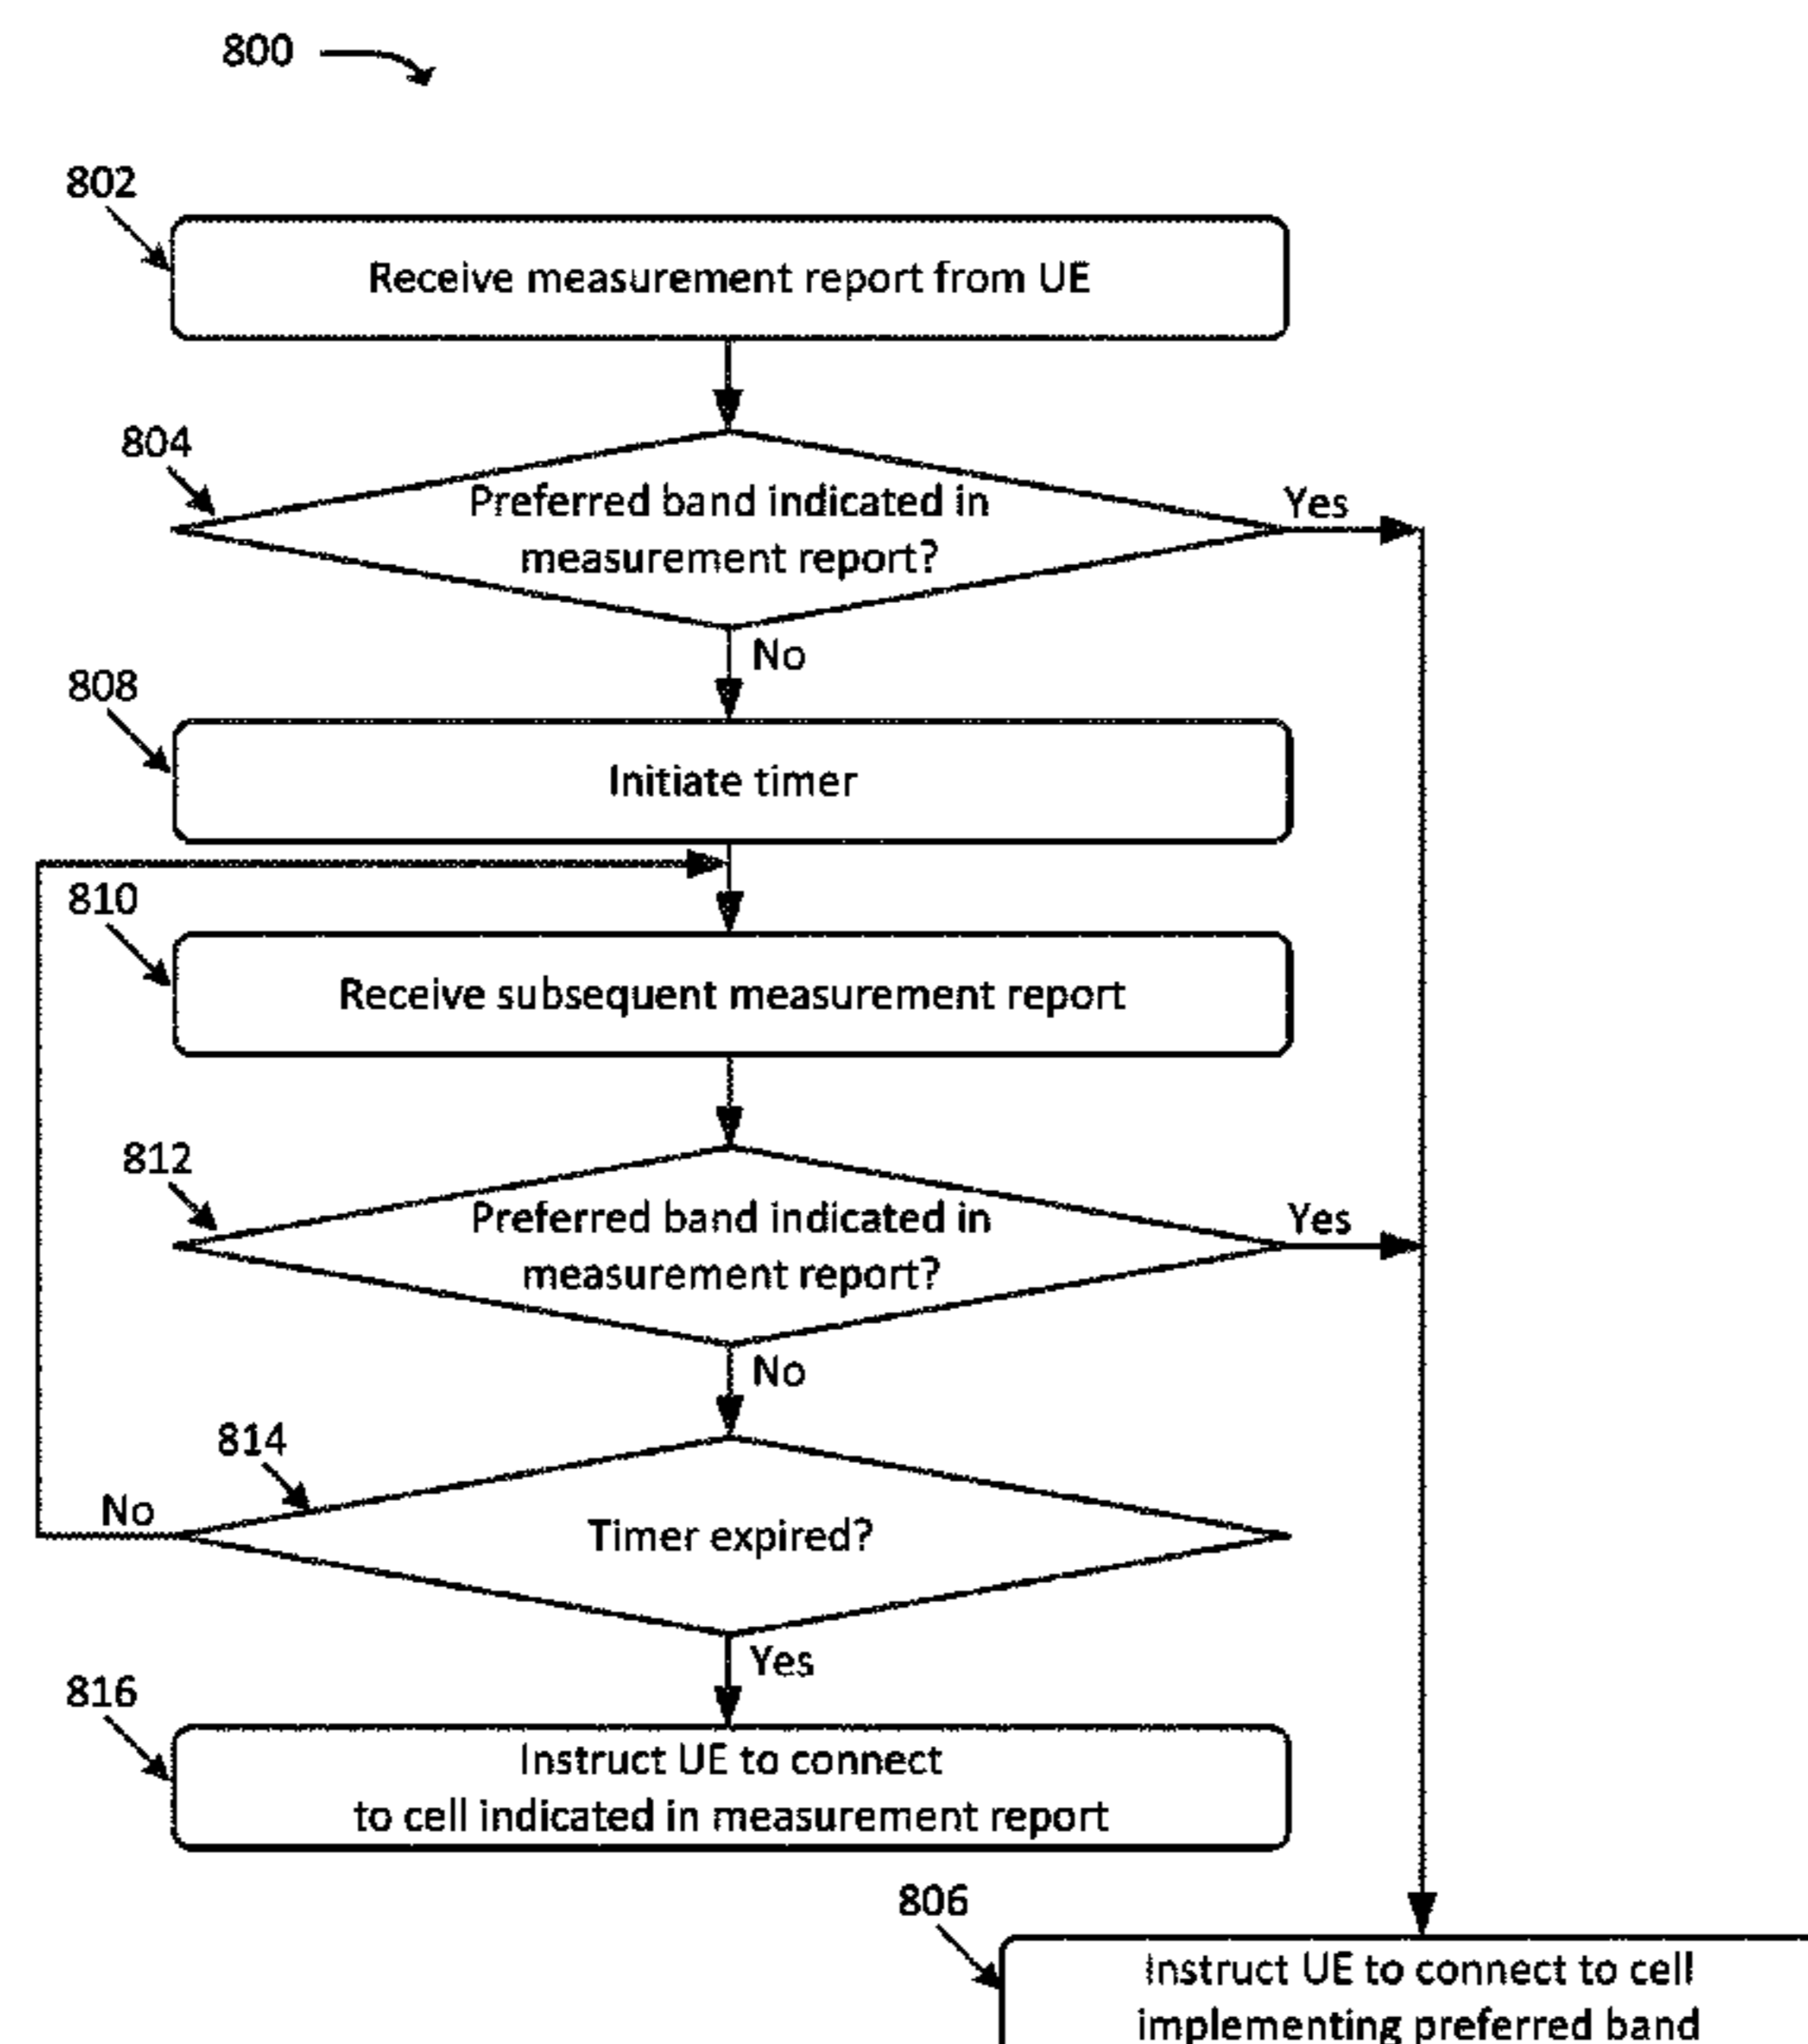 800
802
Receive measurement report from UE
804
Preferred band indicated in
measurement report?
Yes
No
808
Initiate timer
810
Receive subsequent measurement report
812
Preferred band indicated in
measurement report?
Yes
No
814
Timer expired?
No
Yes
816
Instruct UE to connect
to cell indicated in measurement report
806
Instruct UE to connect to cell
implementing preferred band